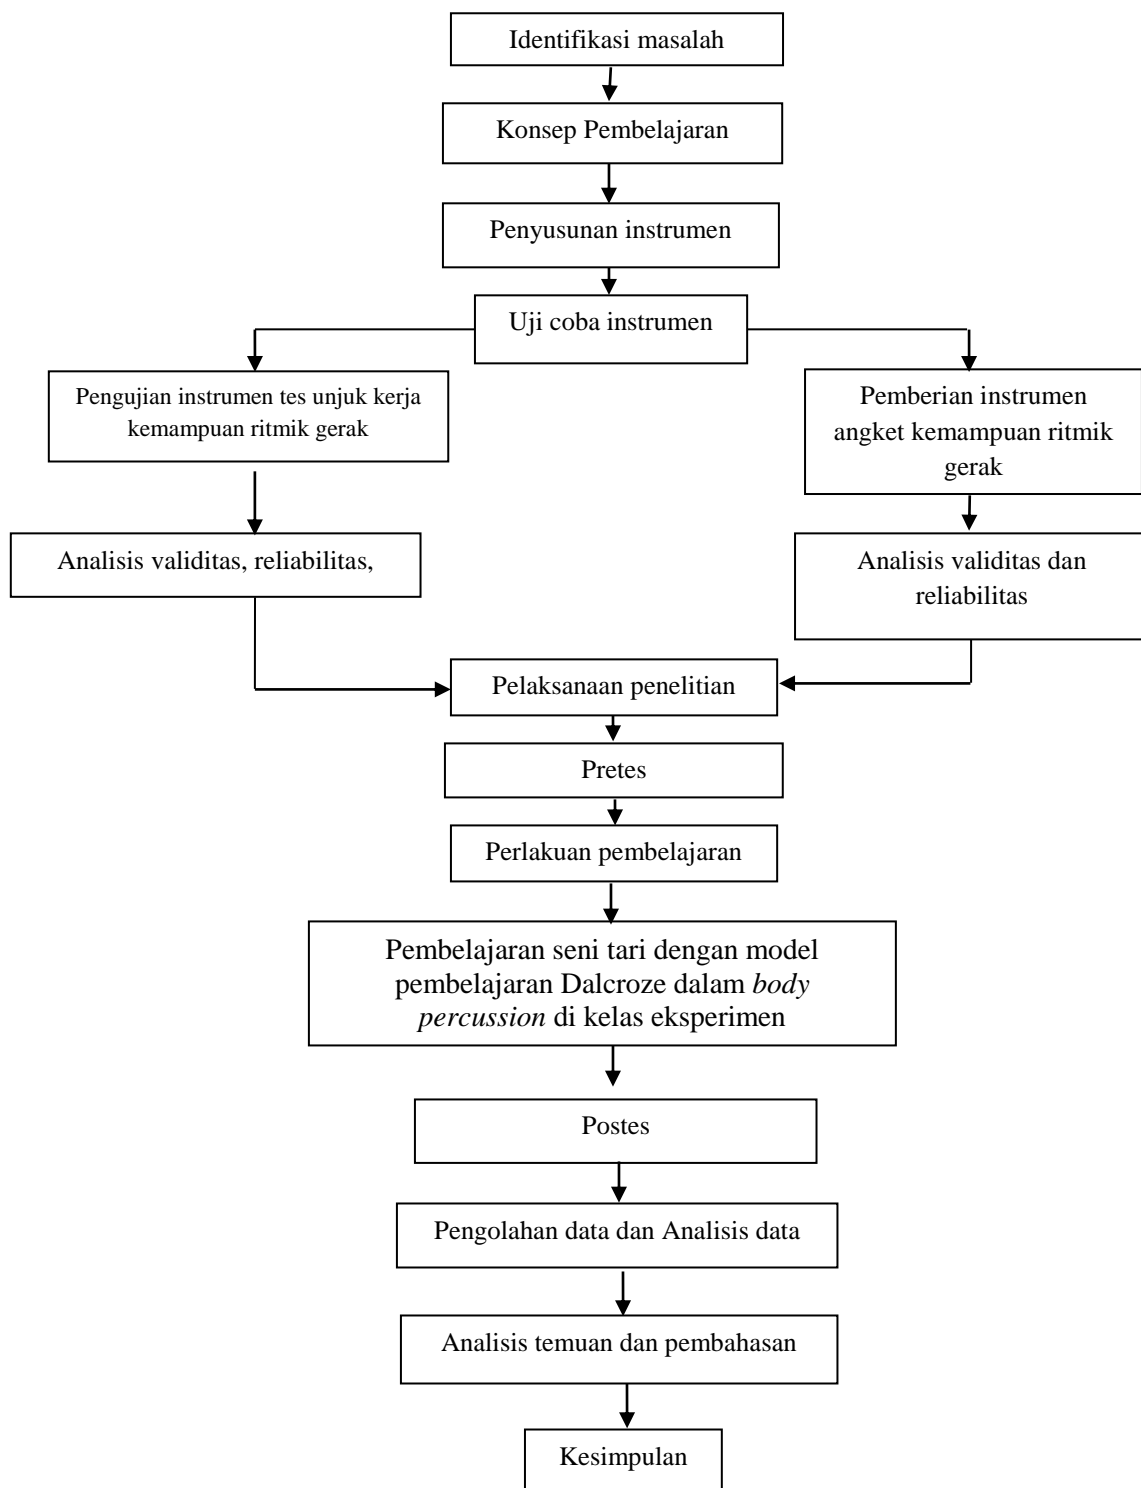 Identifikasi masalah
Konsep Pembelajaran
Penyusunan instrumen
Uji coba instrumen
Pengujian instrumen tes unjuk kerja
kemampuan ritmik gerak
Pemberian instrumen
angket kemampuan ritmik
gerak
Analisis validitas, reliabilitas,
Analisis validitas dan
reliabilitas
Pelaksanaan penelitian
Pretes
Perlakuan pembelajaran
Pembelajaran seni tari dengan model
pembelajaran Dalcroze dalam body
percussion di kelas eksperimen
Postes
Pengolahan data dan Analisis data
Analisis temuan dan pembahasan
Kesimpulan